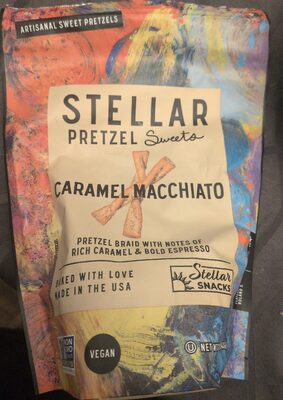 ARTISANAL SWEET PRETZELS
STELLAR
PRETZEL Sweets
CARAMEL MACCHIATO
PRETZEL BRAID WITH NOTES OF
RICH CARAMEL & BOLD ESPRESSO
BAKED WITH LOVE
MADE IN THE USA
Stellar
SNACKS
VEGAN
U
NET